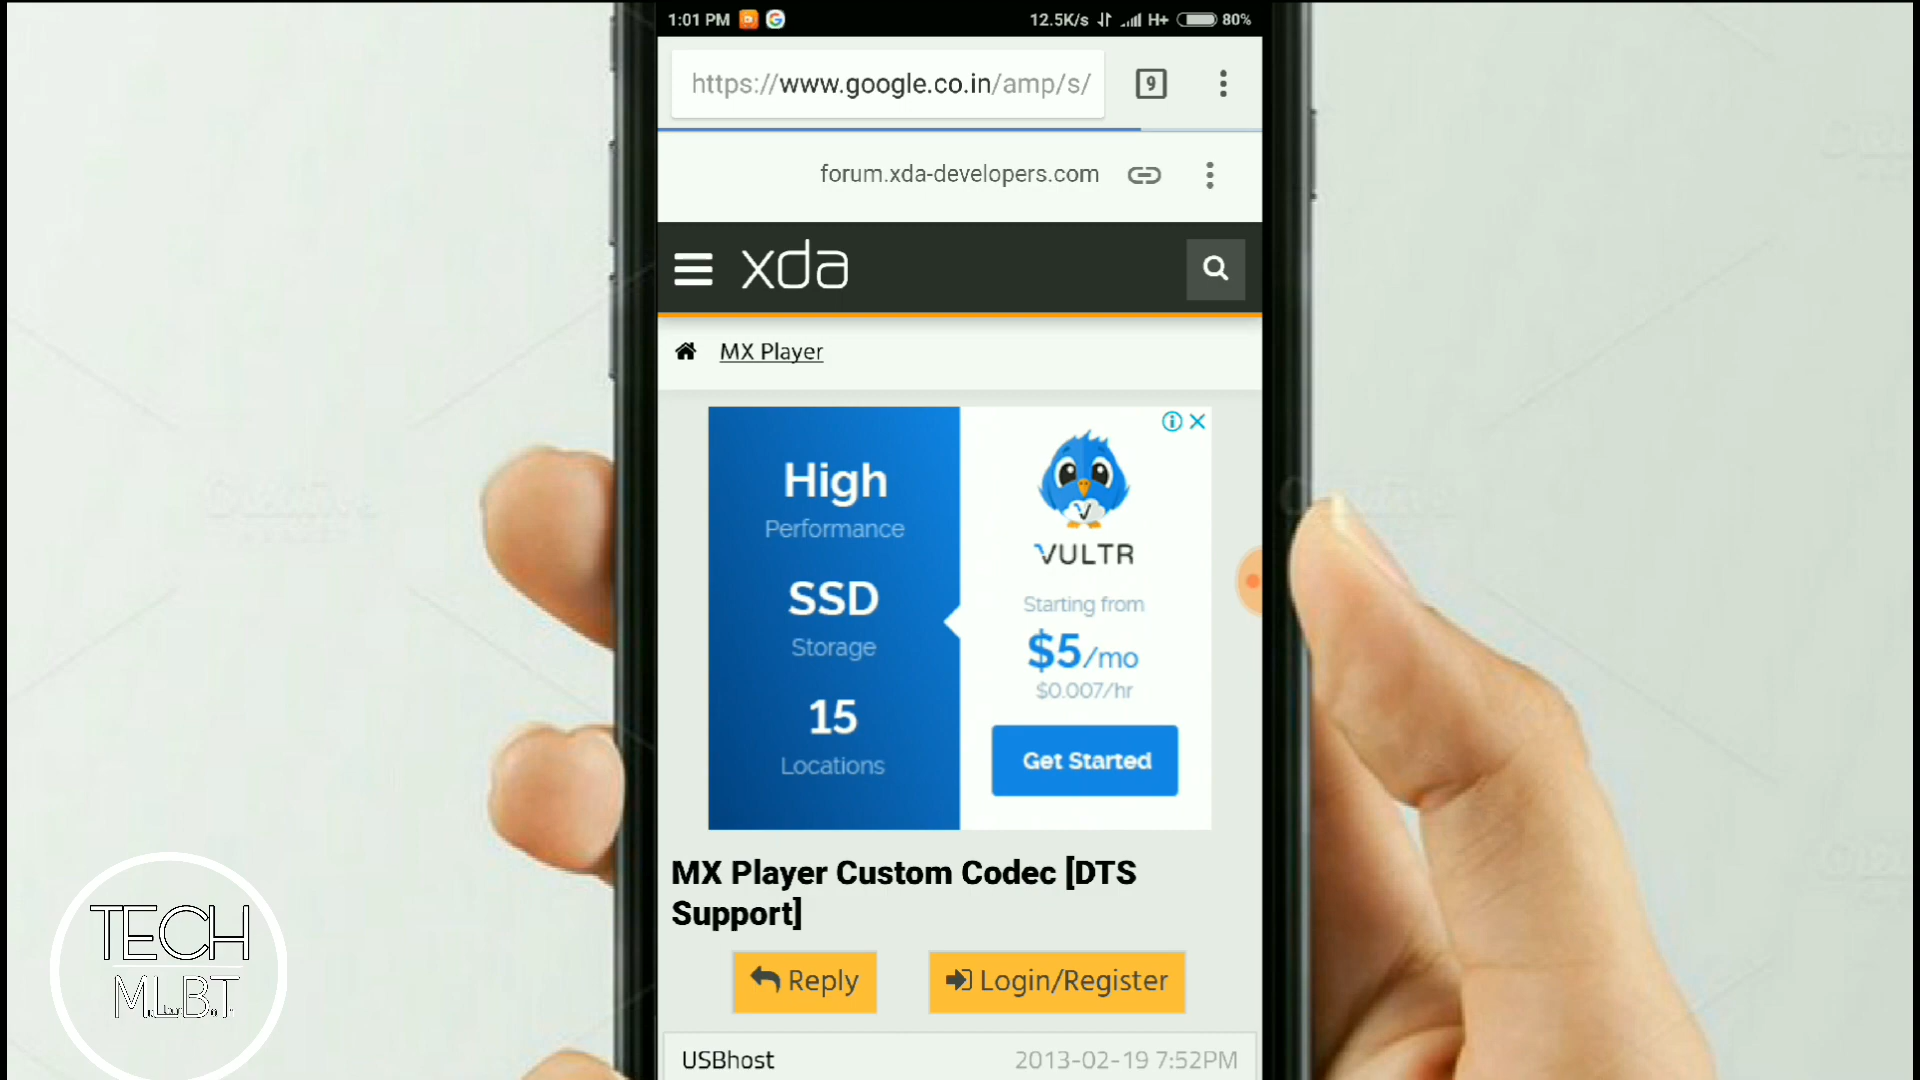 1:01 PM 12.5K/s H+ 80%
https://www.google.co.in/amp/s/ 9
forum.xda-developers.com
xda
MX Player
High
Performance
SSD
Storage
15
Locations
VULTR
Starting from
$5/mo
$0.007/hr
Get Started
MX Player Custom Codec [DTS
Support]
Reply Login/Register
USBhost 2013-02-19 7:52PM
TECH